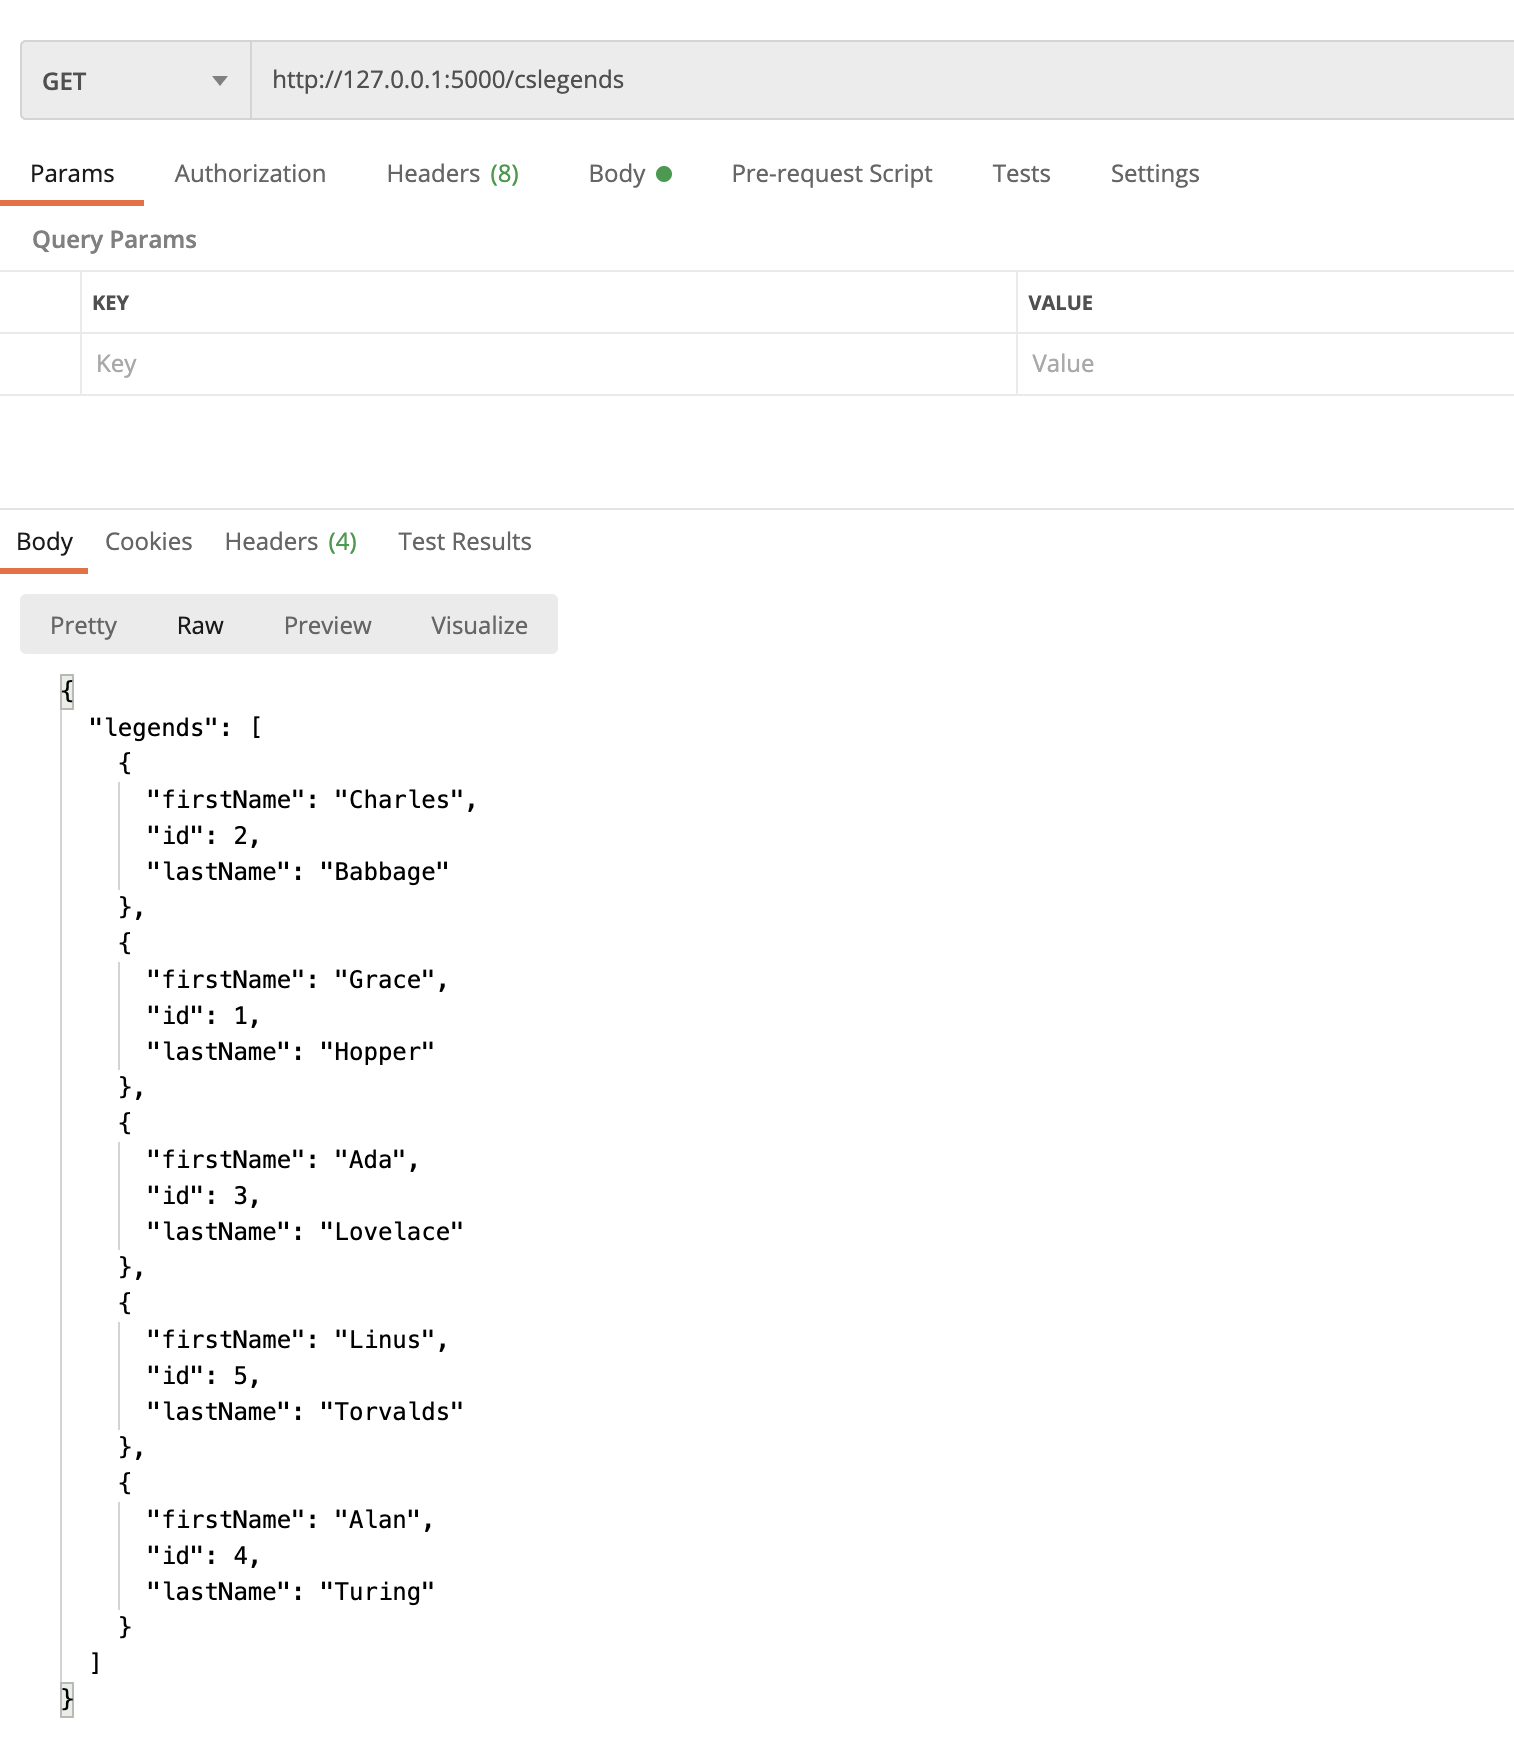 GET http://127.0.0.1:5000/cslegends
Params Authorization Headers (8) Body Pre-request Script Tests Settings
Query Params
KEY VALUE
Key Value
Body Cookies Headers (4) Test Results
Pretty Raw Preview Visualize
{
  "legends": [
    {
      "firstName": "Charles",
      "id": 2,
      "lastName": "Babbage"
    },
    {
      "firstName": "Grace",
      "id": 1,
      "lastName": "Hopper"
    },
    {
      "firstName": "Ada",
      "id": 3,
      "lastName": "Lovelace"
    },
    {
      "firstName": "Linus",
      "id": 5,
      "lastName": "Torvalds"
    },
    {
      "firstName": "Alan",
      "id": 4,
      "lastName": "Turing"
    }
  ]
}